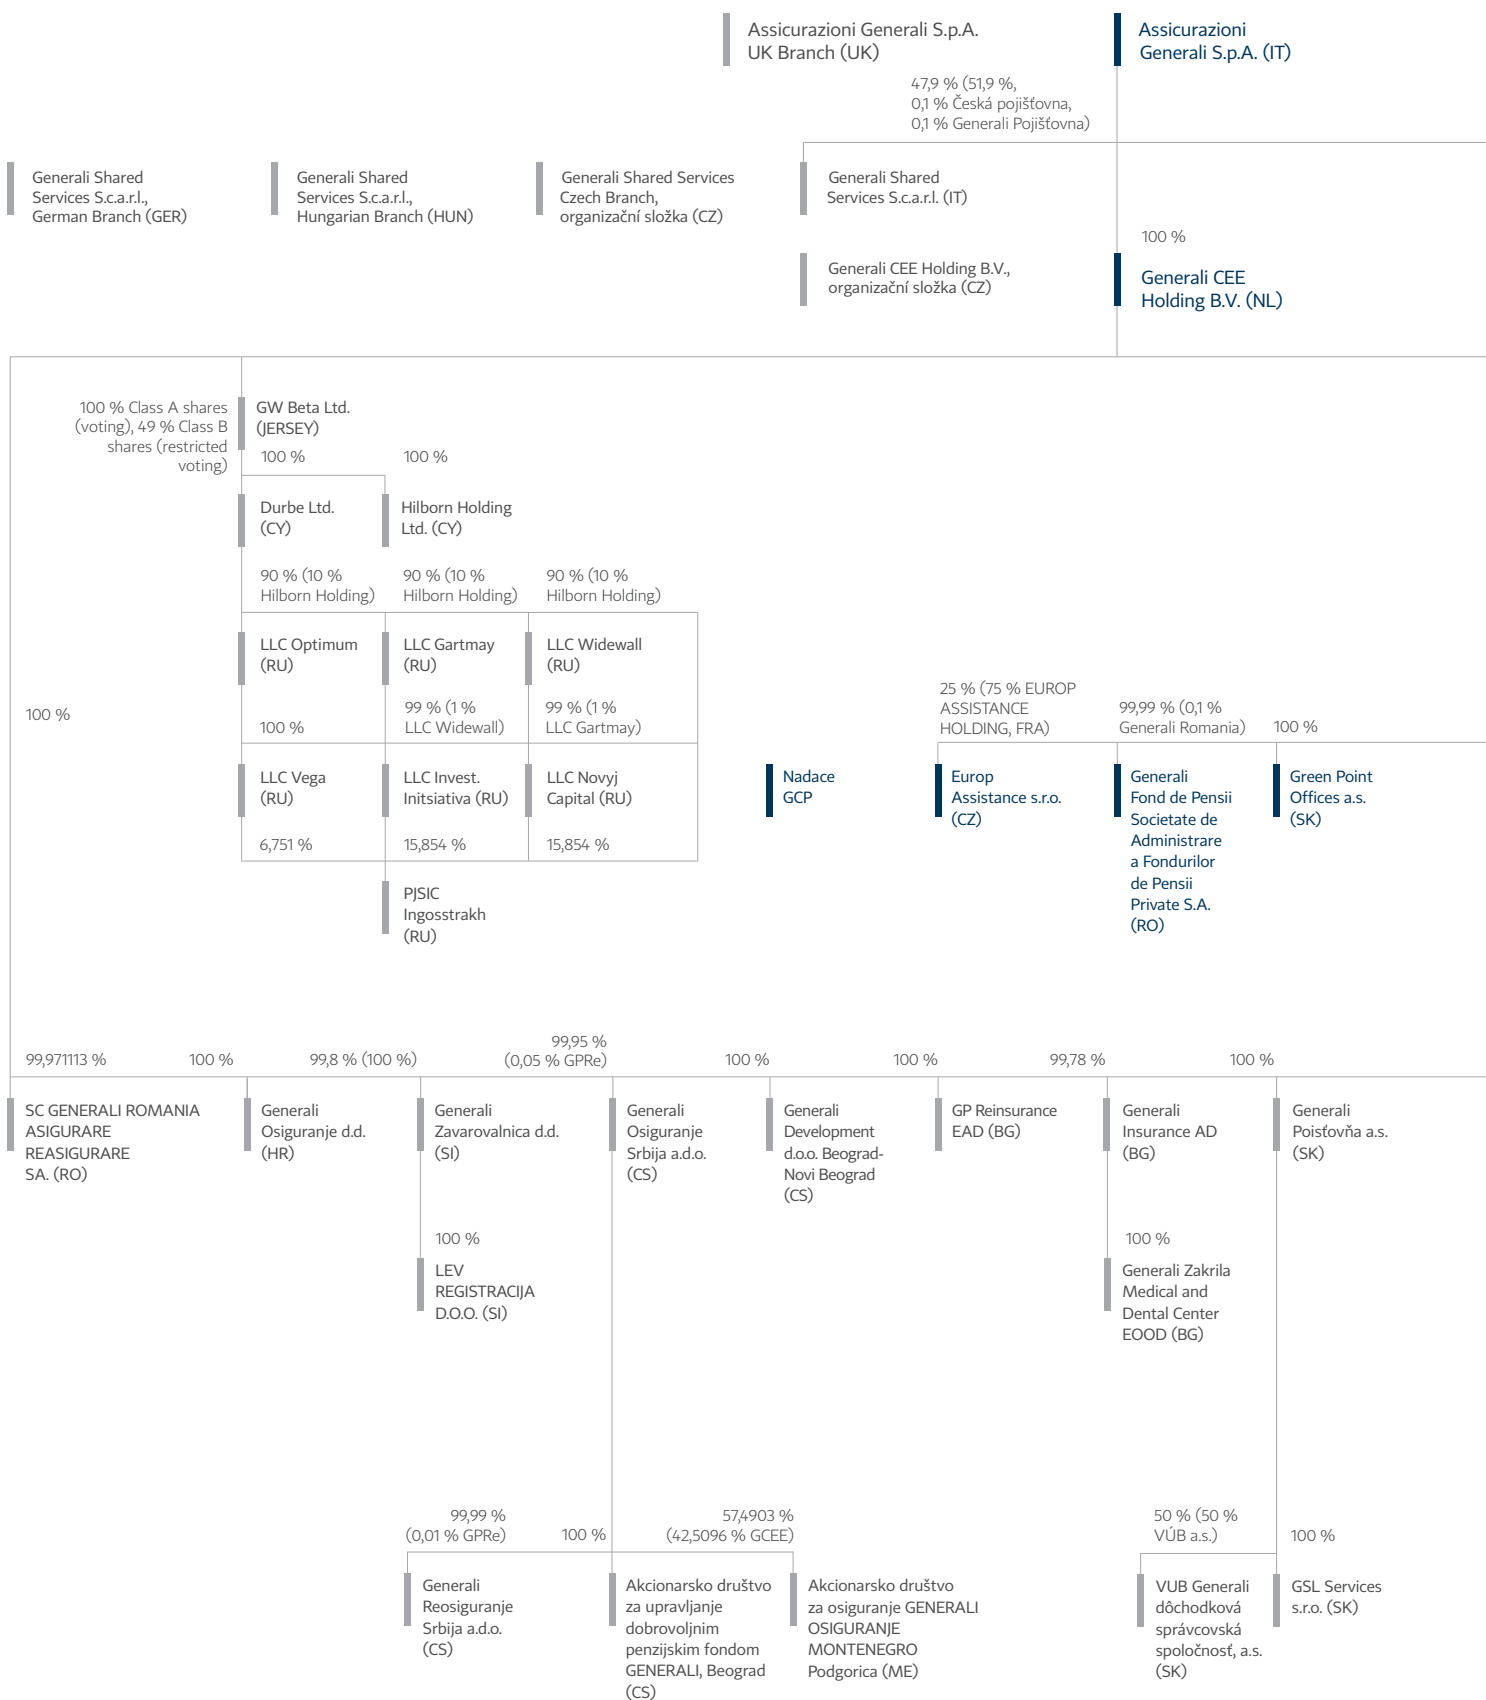 Assicurazioni Generali S.p.A.
UK Branch (UK)
Assicurazioni
Generali S.p.A. (IT)
47,9 % (51,9 %,
0,1 % Česká pojišťovna,
0,1 % Generali Pojišťovna)
Generali Shared
Services S.c.a.r.l.,
German Branch (GER)
Generali Shared
Services S.c.a.r.l.,
Hungarian Branch (HUN)
Generali Shared Services
Czech Branch,
organizační složka (CZ)
Generali Shared
Services S.c.a.r.l. (IT)
100 %
Generali CEE Holding B.V.,
organizační složka (CZ)
Generali CEE
Holding B.V. (NL)
100 % Class A shares
(voting), 49 % Class B
shares (restricted
voting)
GW Beta Ltd.
(JERSEY)
100 %
100 %
Durbe Ltd.
(CY)
Hilborn Holding
Ltd. (CY)
90 % (10 %
Hilborn Holding)
90 % (10 %
Hilborn Holding)
90 % (10 %
Hilborn Holding)
LLC Optimum
(RU)
LLC Gartmay
(RU)
LLC Widewall
(RU)
100 %
100 %
99 % (1 %
LLC Widewall)
99 % (1 %
LLC Gartmay)
25 % (75 % EUROP
ASSISTANCE
HOLDING, FRA)
99,99 % (0,1 %
Generali Romania)
100 %
LLC Vega
(RU)
LLC Invest.
Initsiativa (RU)
LLC Novyj
Capital (RU)
Nadace
GCP
Europ
Assistance s.r.o.
(CZ)
Generali
Fond de Pensii
Societate de
Administrare
a Fondurilor
de Pensii
Private S.A.
(RO)
Green Point
Offices a.s.
(SK)
6,751 %
15,854 %
15,854 %
PJSIC
Ingosstrakh
(RU)
99,971113 %
100 %
99,8 % (100 %)
99,95 %
(0,05 % GPRe)
100 %
100 %
99,78 %
100 %
SC GENERALI ROMANIA
ASIGURARE
REASIGURARE
SA. (RO)
Generali
Osiguranje d.d.
(HR)
Generali
Zavarovalnica d.d.
(SI)
Generali
Osiguranje
Srbija a.d.o.
(CS)
Generali
Development
d.o.o. Beograd-
Novi Beograd
(CS)
GP Reinsurance
EAD (BG)
Generali
Insurance AD
(BG)
Generali
Poisťovňa a.s.
(SK)
100 %
LEV
REGISTRACIJA
D.O.O. (SI)
100 %
Generali Zakrila
Medical and
Dental Center
EOOD (BG)
99,99 %
(0,01 % GPRe)
100 %
57,4903 %
(42,5096 % GCEE)
50 % (50 %
VÚB a.s.)
100 %
Generali
Reosiguranje
Srbija a.d.o.
(CS)
Akcionarsko društvo
za upravljanje
dobrovoljnim
penzijskim fondom
GENERALI, Beograd
(CS)
Akcionarsko društvo
za osiguranje GENERALI
OSIGURANJE
MONTENEGRO
Podgorica (ME)
VUB Generali
dôchodková
správcovská
spoločnosť, a.s.
(SK)
GSL Services
s.r.o. (SK)